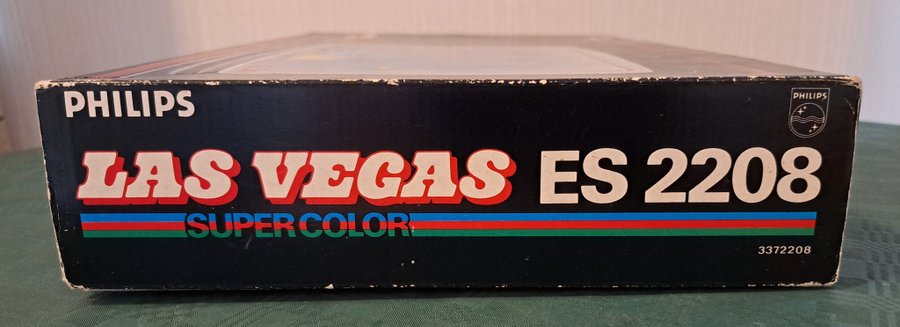 PHILIPS
PHILIPS
LAS VEGAS ES 2208
SUPER COLOR
3372208